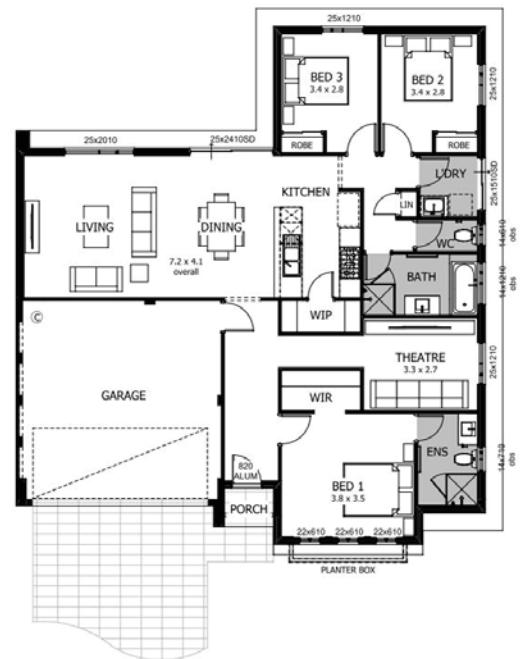 25x1210
BED 3
3.4 x 2.8
BED 2
3.4 x 2.8
25x1210
ROBE
ROBE
25x2010
25x2410SD
KITCHEN
L'DRY
25x1510SD
LIN
LIVING
DINING
7.2 x 4.1
overall
WC
14x610
obs
BATH
14x1210
obs
WIP
©
GARAGE
THEATRE
3.3 x 2.7
25x1210
WIR
ENS
14x710
obs
820
ALUM
BED 1
3.8 x 3.5
PORCH
22x610
22x610
22x610
PLANTER BOX